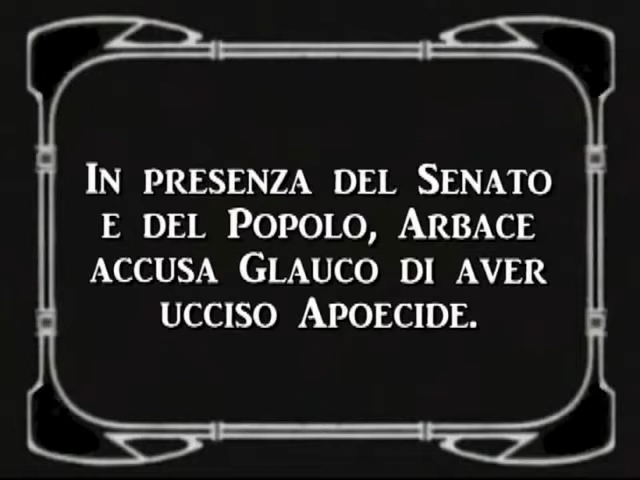 In presenza del Senato
e del Popolo, Arbace
accusa Glauco di aver
ucciso Apoecide.